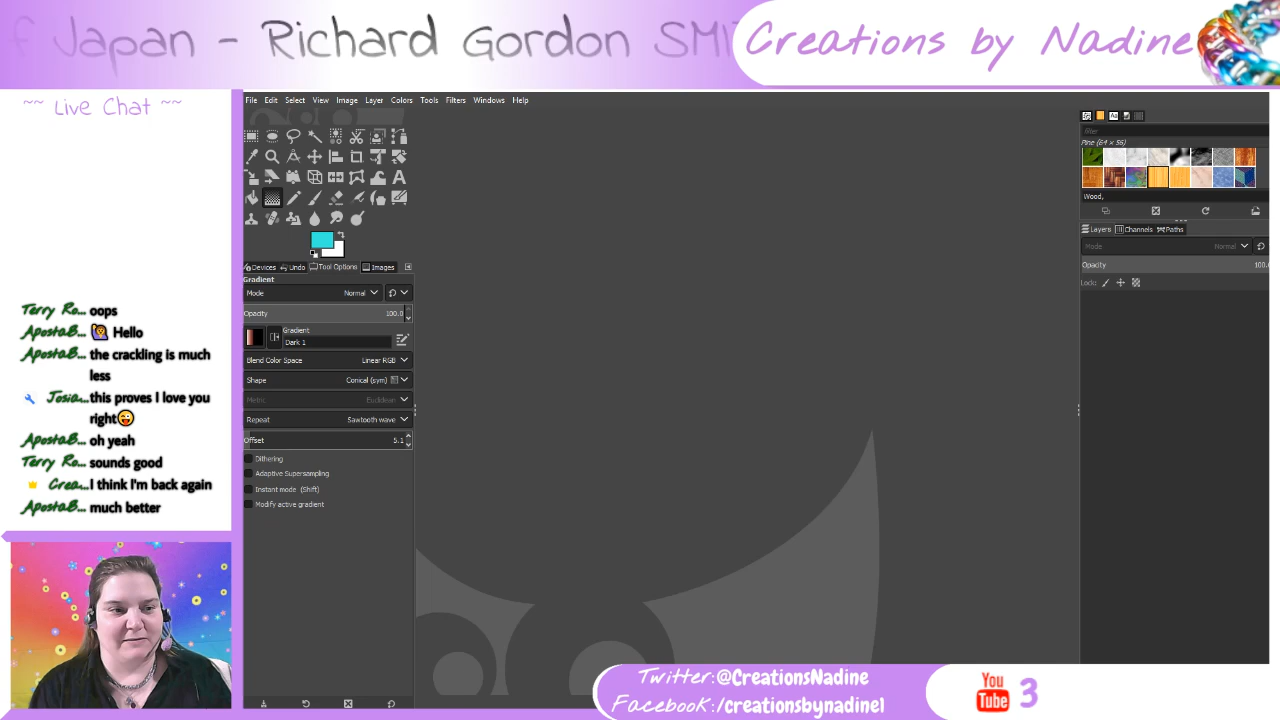 f Japan - Richard Gordon SMI
Creations by Nadine
~~ Live Chat ~~
Terry Ro... oops
ApostaB... Hello
ApostaB... the crackling is much
less
Josia... this proves I love you
right
ApostaB... oh yeah
Terry Ro... sounds good
Crea... I think I'm back again
ApostaB... much better
File Edit Select View Image Layer Colors Tools Filters Windows Help
Devices Undo Tool Options Images
Gradient
Mode Normal
Opacity 100.0
Gradient
Dark 1
Blend Color Space Linear RGB
Shape Conical (sym)
Metric Euclidean
Repeat Sawtooth wave
Offset 5.1
Dithering
Adaptive Supersampling
Instant mode (Shift)
Modify active gradient
filter
Pine (64 × 56)
Wood,
Layers Channels Paths
Mode Normal
Opacity 100.
Lock:
Twitter:@CreationsNadine
Facebook:/creationsbynadine1
You
Tube 3